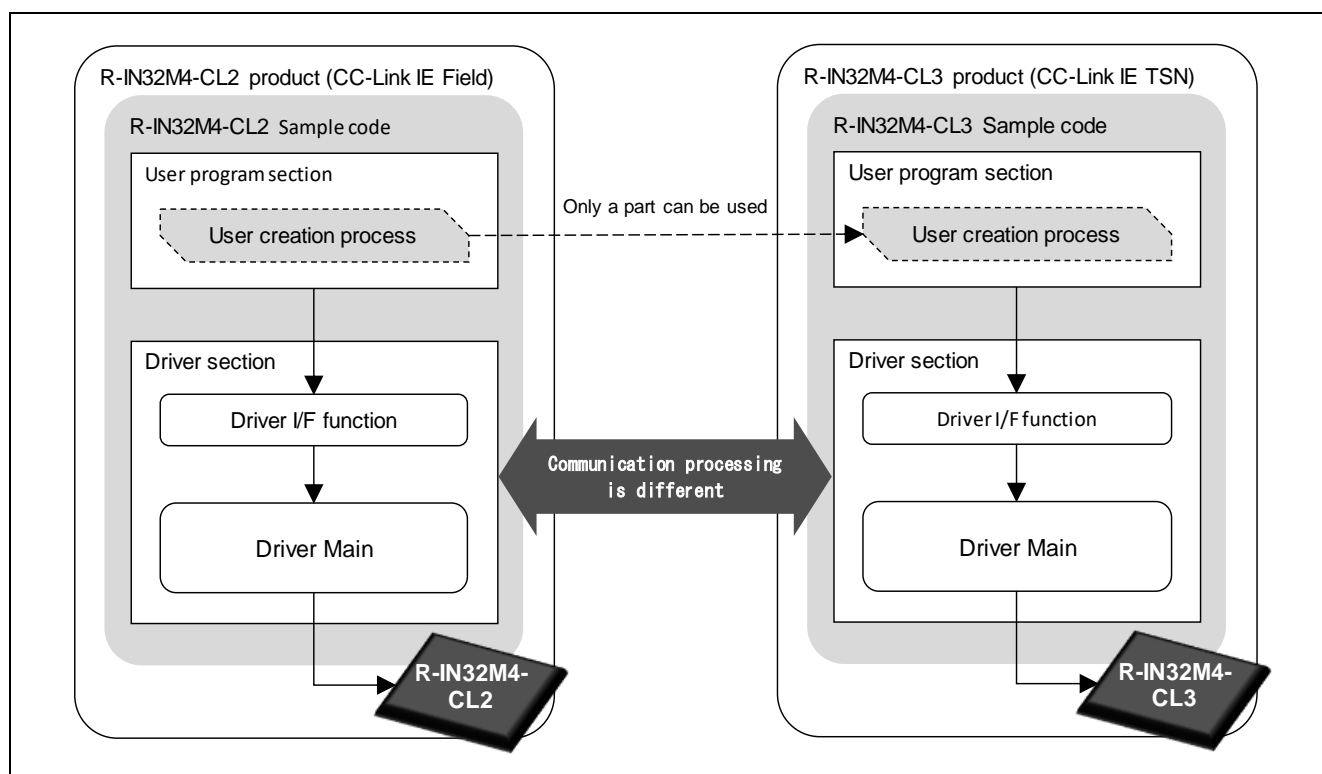 R-IN32M4-CL2 product (CC-Link IE Field)
R-IN32M4-CL2 Sample code
User program section
User creation process
Driver section
Driver I/F function
Driver Main
R-IN32M4-
CL2
Only a part can be used
Communication processing
is different
R-IN32M4-CL3 product (CC-Link IE TSN)
R-IN32M4-CL3 Sample code
User program section
User creation process
Driver section
Driver I/F function
Driver Main
R-IN32M4-
CL3